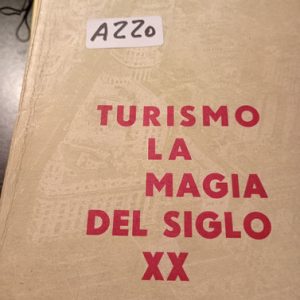 A220
TURISMO
LA
MAGIA
DEL SIGLO
XX